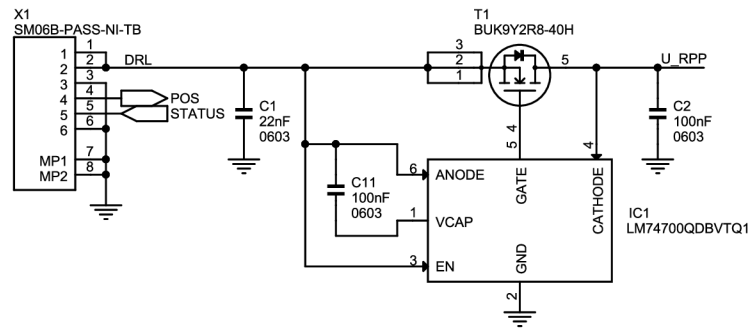 X1
SM06B-PASS-NI-TB
1 1
2 2 DRL
3 3
4 4 POS
5 5 STATUS
6 6
MP1 7
MP2 8
C1
22nF
0603
T1
BUK9Y2R8-40H
3
2
1
5 U_RPP
4
C2
100nF
0603
C11
100nF
0603
5 GATE
4 CATHODE
6 ANODE
1 VCAP
3 EN
GND 2
IC1
LM74700QDBVTQ1